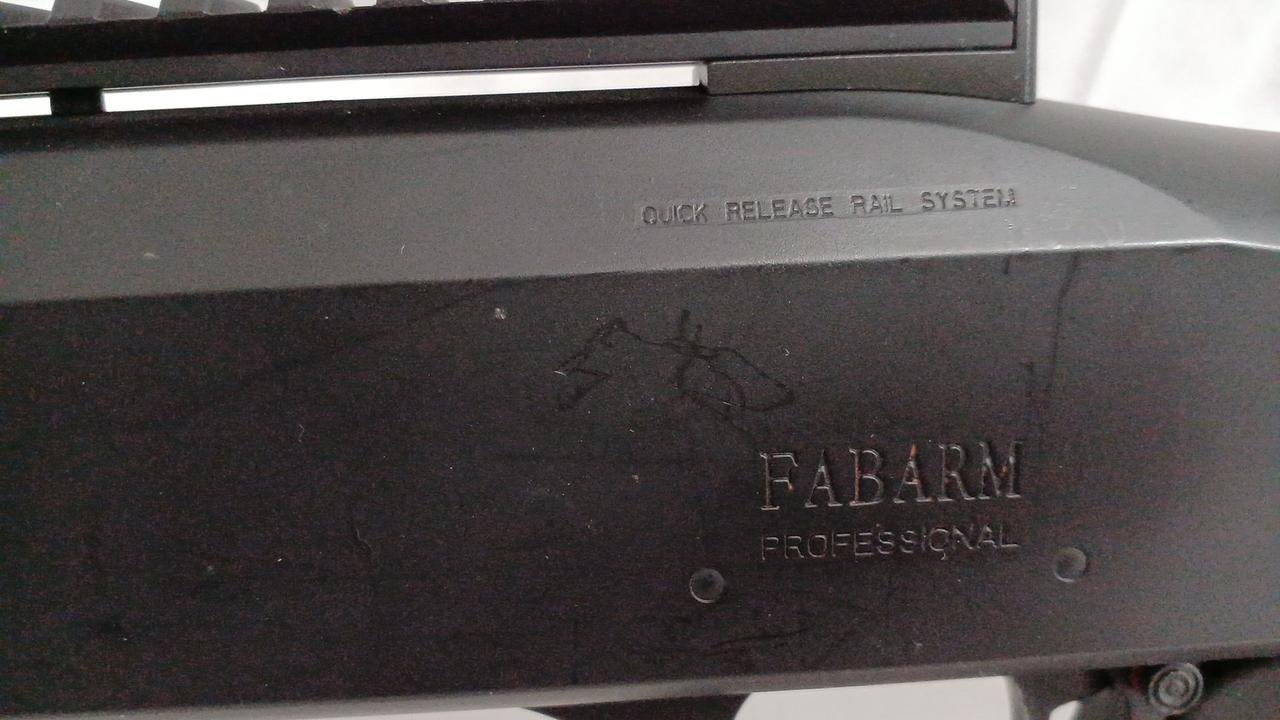 QUICK RELEASE RAIL SYSTEM
FABARM
PROFESSIONAL